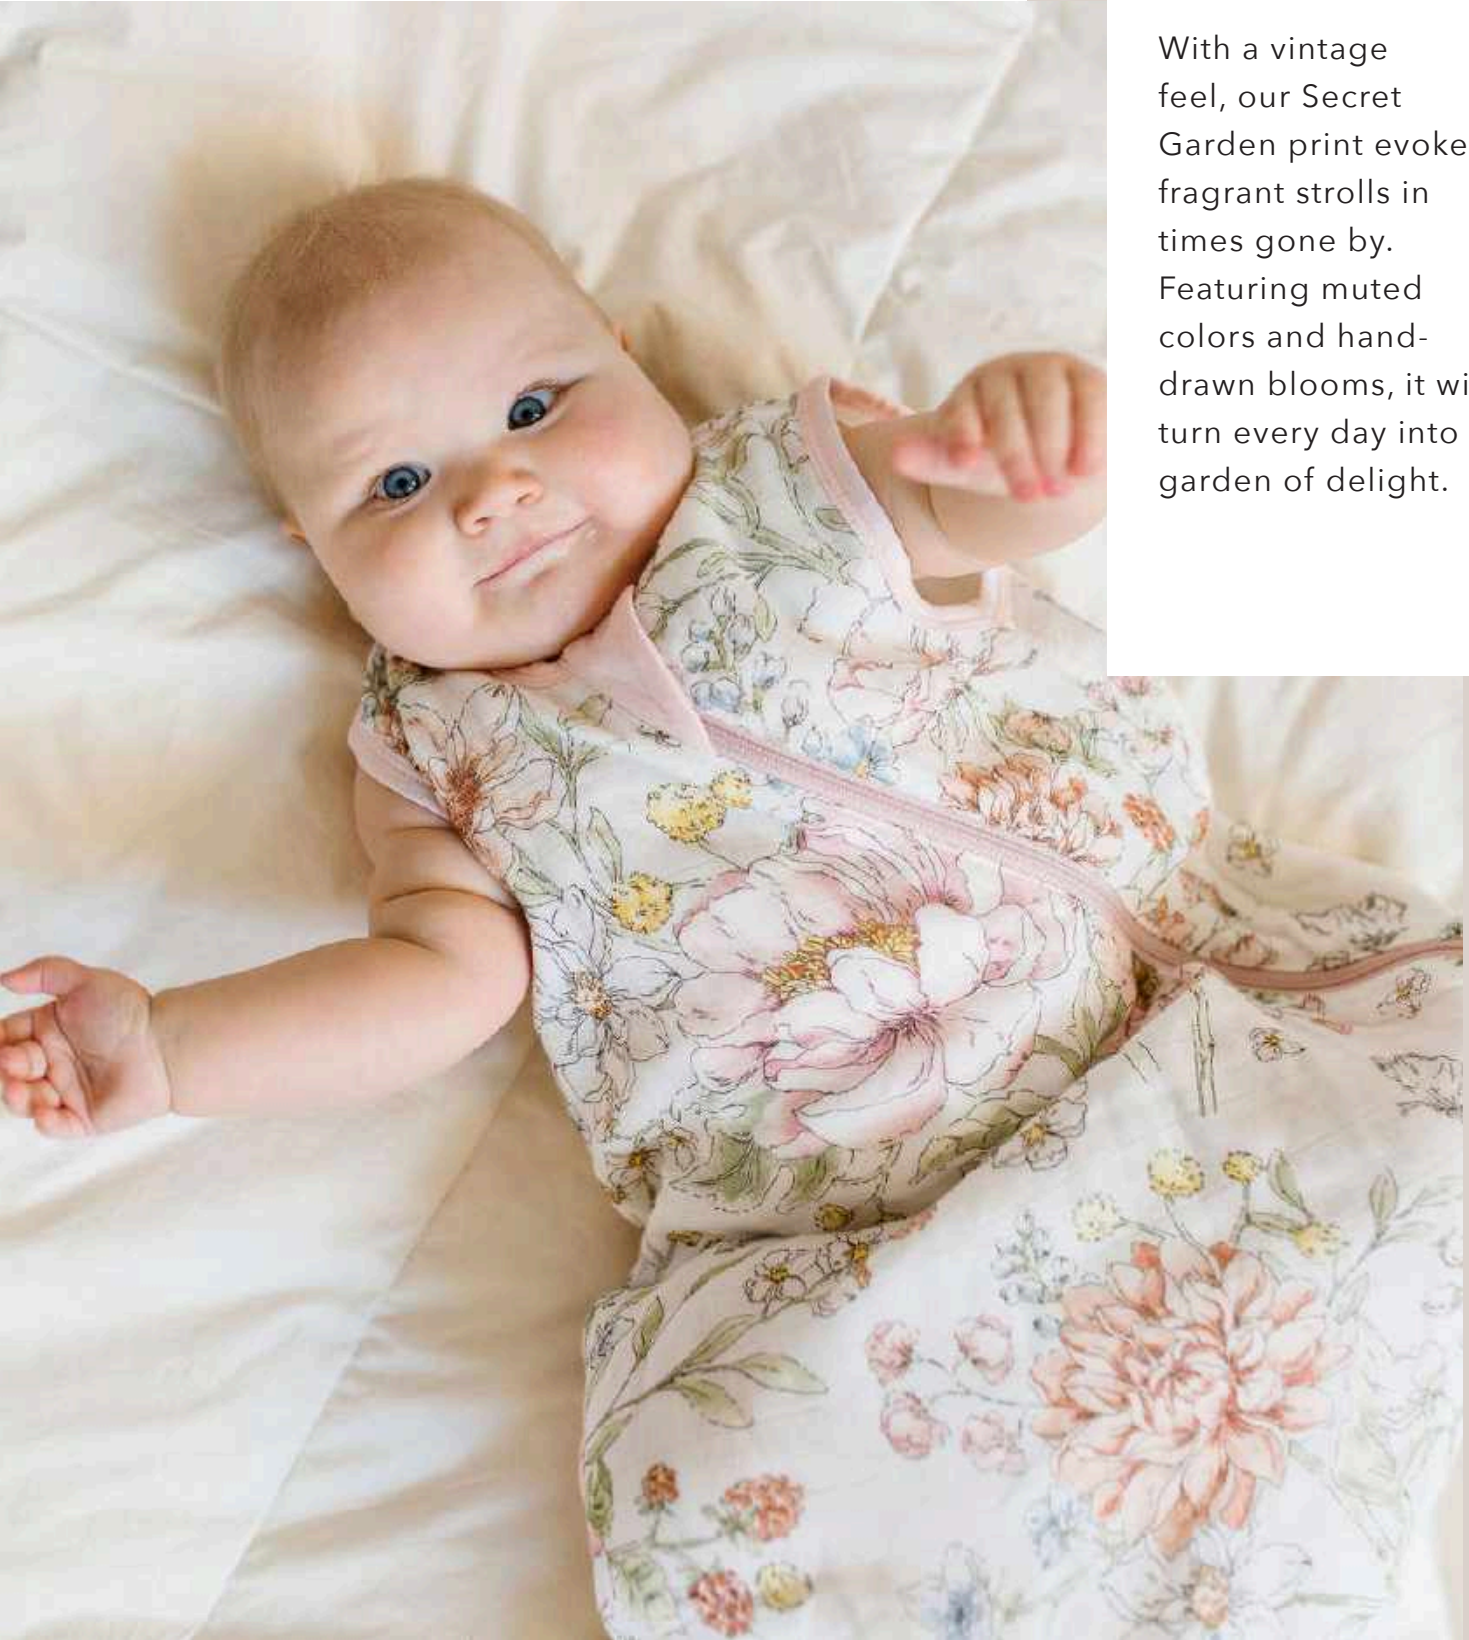 With a vintage
feel, our Secret
Garden print evoke
fragrant strolls in
times gone by.
Featuring muted
colors and hand-
drawn blooms, it wi
turn every day into
garden of delight.